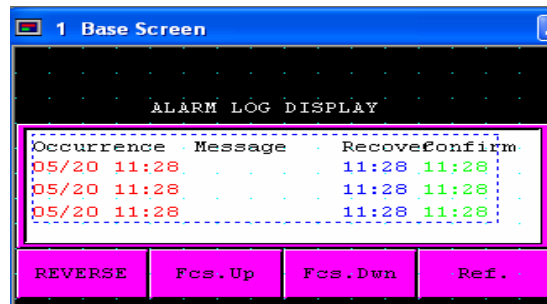 1 Base Screen
ALARM LOG DISPLAY
Occurrence Message Recove Confirm
05/20 11:28 11:28 11:28
05/20 11:28 11:28 11:28
05/20 11:28 11:28 11:28
REVERSE Fcs.Up Fcs.Dwn Ref.